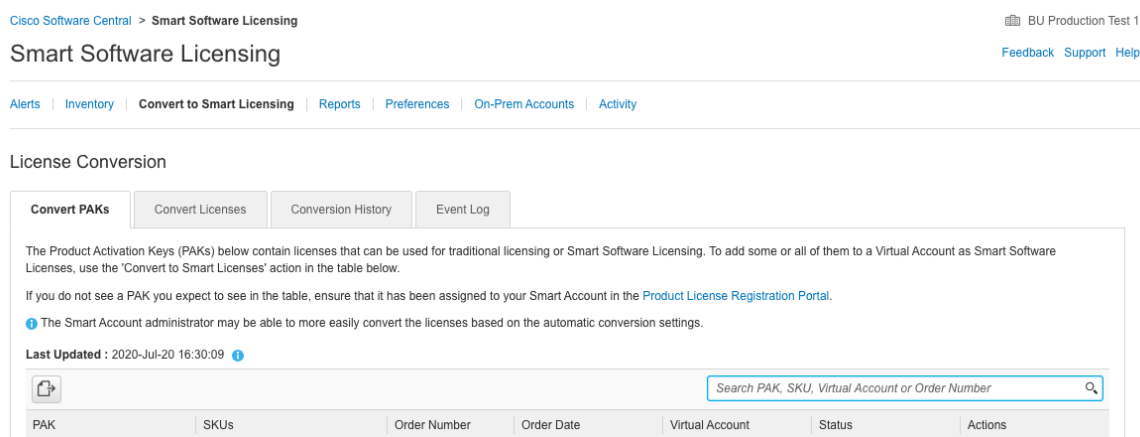 Cisco Software Central > Smart Software Licensing
BU Production Test 1
Smart Software Licensing
Feedback Support Help
Alerts | Inventory | Convert to Smart Licensing | Reports | Preferences | On-Prem Accounts | Activity
License Conversion
Convert PAKs Convert Licenses Conversion History Event Log
The Product Activation Keys (PAKs) below contain licenses that can be used for traditional licensing or Smart Software Licensing. To add some or all of them to a Virtual Account as Smart Software
Licenses, use the 'Convert to Smart Licenses' action in the table below.
If you do not see a PAK you expect to see in the table, ensure that it has been assigned to your Smart Account in the Product License Registration Portal.
The Smart Account administrator may be able to more easily convert the licenses based on the automatic conversion settings.
Last Updated : 2020-Jul-20 16:30:09
Search PAK, SKU, Virtual Account or Order Number
PAK SKUs Order Number Order Date Virtual Account Status Actions